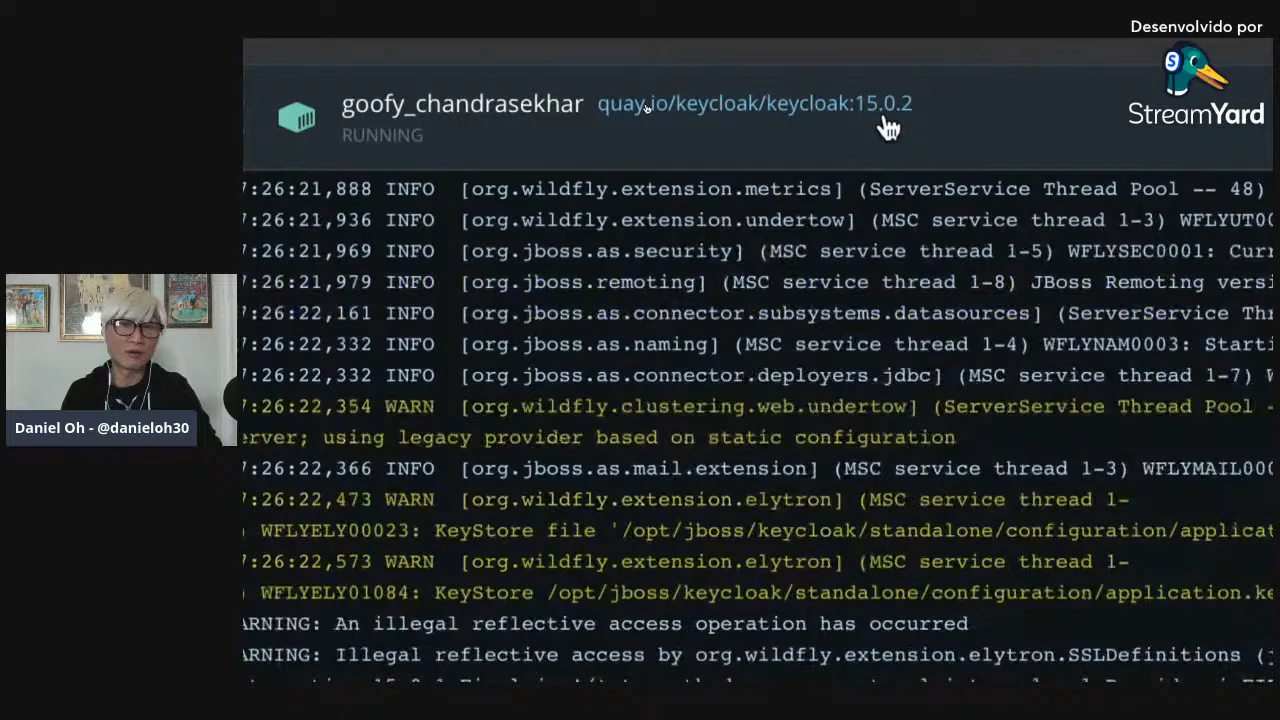 Desenvolvido por
StreamYard
goofy_chandrasekhar quay.io/keycloak/keycloak:15.0.2
RUNNING
7:26:21,888 INFO [org.wildfly.extension.metrics] (ServerService Thread Pool -- 48)
7:26:21,936 INFO [org.wildfly.extension.undertow] (MSC service thread 1-3) WFLYUT00
7:26:21,969 INFO [org.jboss.as.security] (MSC service thread 1-5) WFLYSEC0001: Curr
7:26:21,979 INFO [org.jboss.remoting] (MSC service thread 1-8) JBoss Remoting versi
7:26:22,161 INFO [org.jboss.as.connector.subsystems.datasources] (ServerService Thr
7:26:22,332 INFO [org.jboss.as.naming] (MSC service thread 1-4) WFLYNAM0003: Starti
7:26:22,332 INFO [org.jboss.as.connector.deployers.jdbc] (MSC service thread 1-7) W
7:26:22,354 WARN [org.wildfly.clustering.web.undertow] (ServerService Thread Pool -
erver; using legacy provider based on static configuration
7:26:22,366 INFO [org.jboss.as.mail.extension] (MSC service thread 1-3) WFLYMAIL000
7:26:22,473 WARN [org.wildfly.extension.elytron] (MSC service thread 1-
) WFLYELY00023: KeyStore file '/opt/jboss/keycloak/standalone/configuration/applicat
7:26:22,573 WARN [org.wildfly.extension.elytron] (MSC service thread 1-
) WFLYELY01084: KeyStore /opt/jboss/keycloak/standalone/configuration/application.ke
ARNING: An illegal reflective access operation has occurred
ARNING: Illegal reflective access by org.wildfly.extension.elytron.SSLDefinitions (j
Daniel Oh - @danieloh30